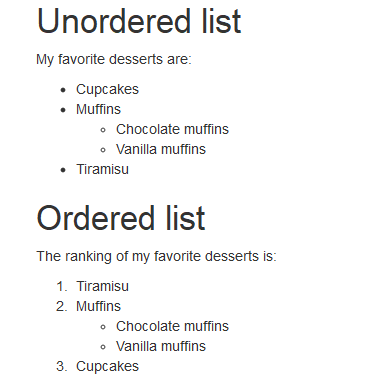 Unordered list
My favorite desserts are:
• Cupcakes
• Muffins
◦ Chocolate muffins
◦ Vanilla muffins
• Tiramisu
Ordered list
The ranking of my favorite desserts is:
1. Tiramisu
2. Muffins
◦ Chocolate muffins
◦ Vanilla muffins
3. Cupcakes